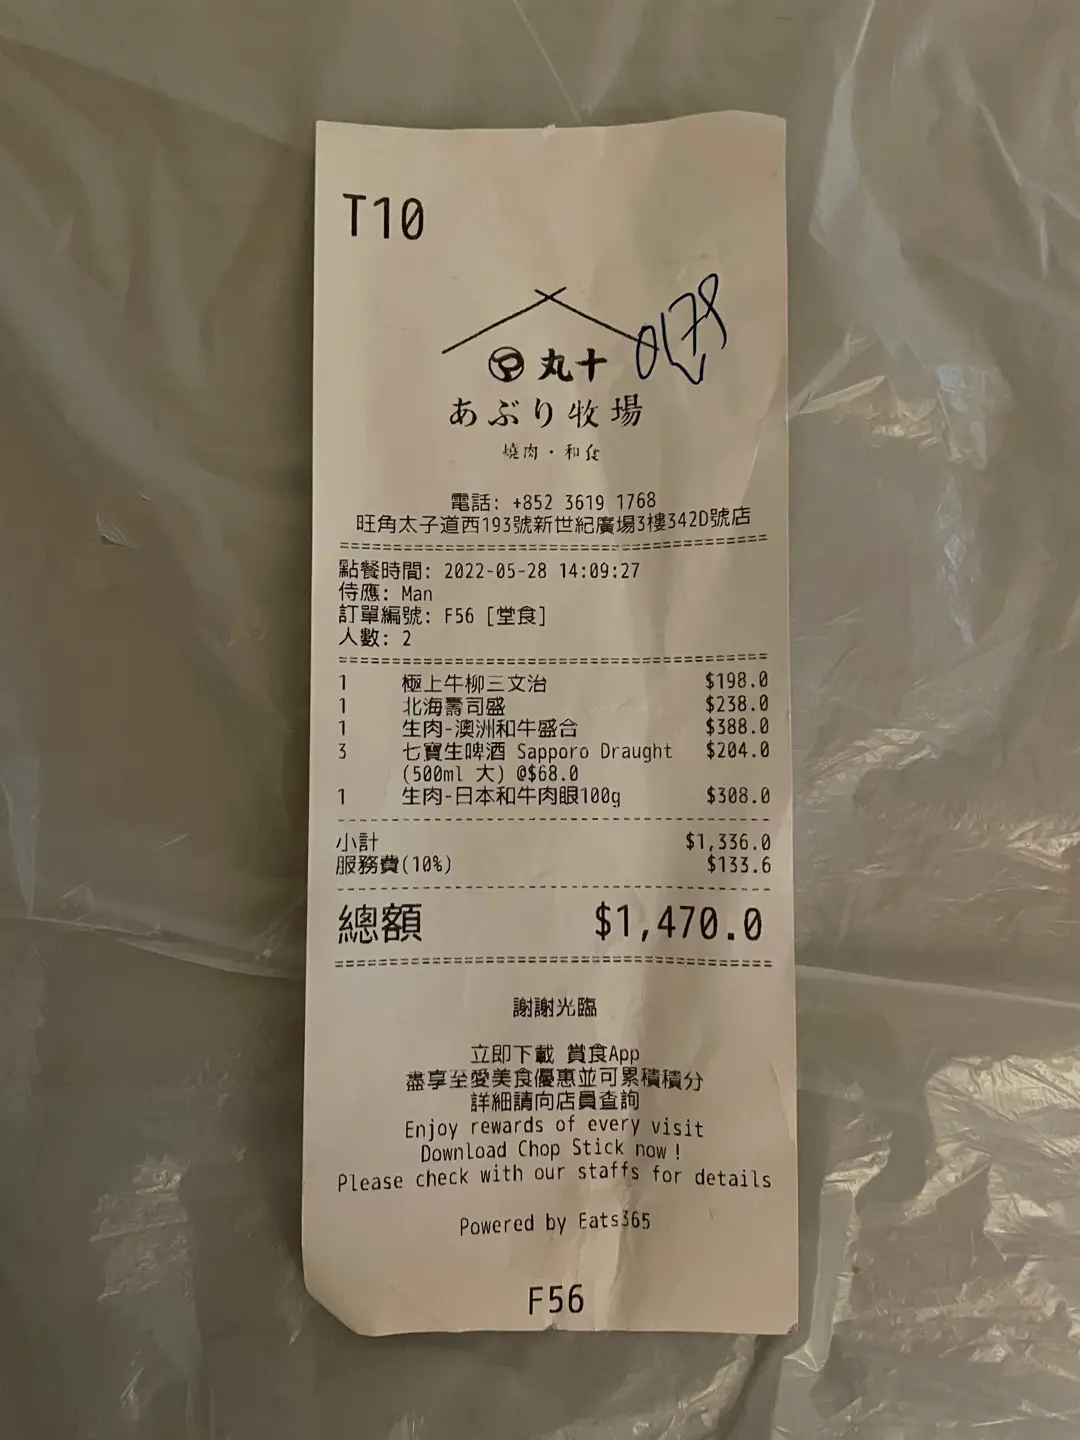 T10
丸十
あぶり牧場
燒肉・和食
電話: +852 3619 1768
旺角太子道西193號新世紀廣場3樓342D號店
點餐時間: 2022-05-28 14:09:27
侍應: Man
訂單編號: F56 [堂食]
人數: 2
1 極上牛柳三文治 $198.0
1 北海壽司盛 $238.0
1 生肉-澳洲和牛盛合 $388.0
3 七寶生啤酒 Sapporo Draught $204.0
(500ml 大) @$68.0
1 生肉-日本和牛肉眼100g $308.0
小計 $1,336.0
服務費(10%) $133.6
總額 $1,470.0
謝謝光臨
立即下載 賞食App
盡享至愛美食優惠並可累積積分
詳細請向店員查詢
Enjoy rewards of every visit
Download Chop Stick now!
Please check with our staffs for details
Powered by Eats365
F56